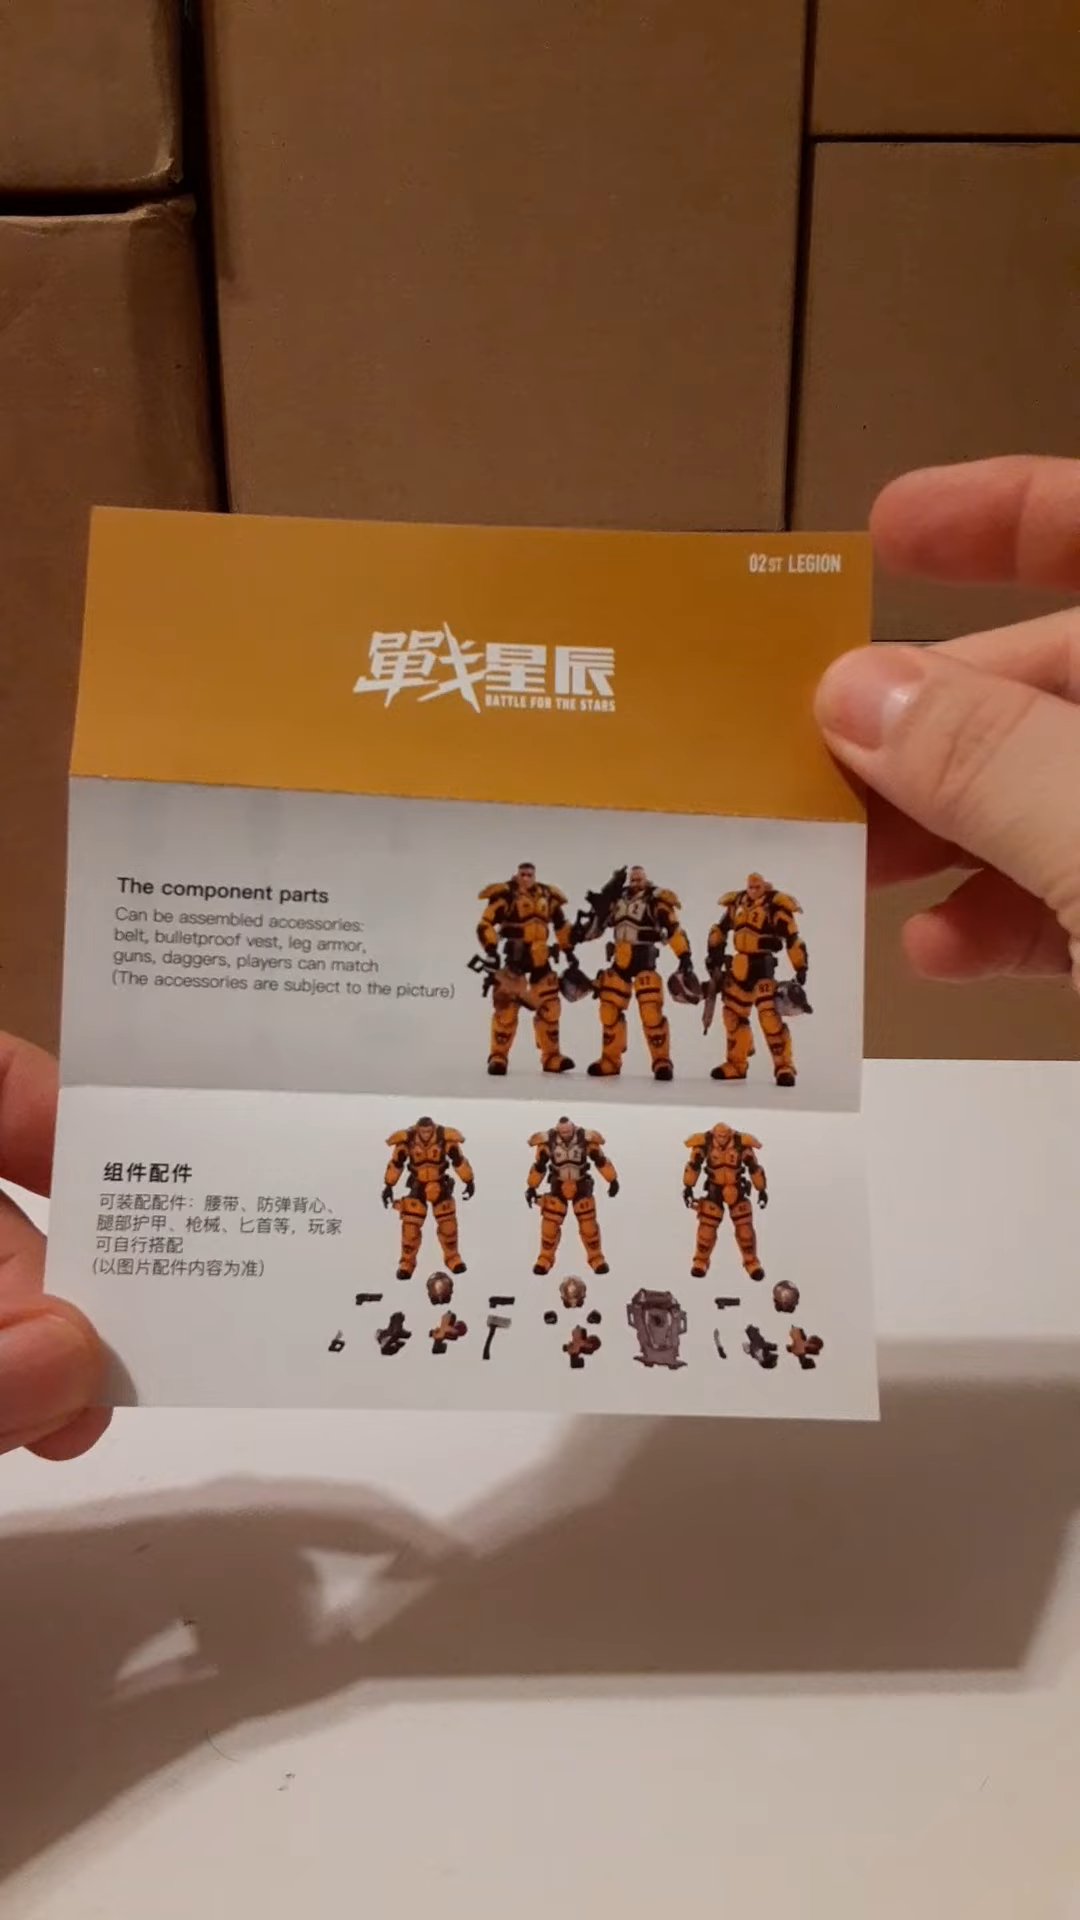 02ST LEGION
戰星辰
BATTLE FOR THE STARS
The component parts
Can be assembled accessories:
belt, bulletproof vest, leg armor,
guns, daggers, players can match
(The accessories are subject to the picture)
组件配件
可装配配件：腰带、防弹背心、
腿部护甲、枪械、匕首等，玩家
可自行搭配
(以图片配件内容为准)